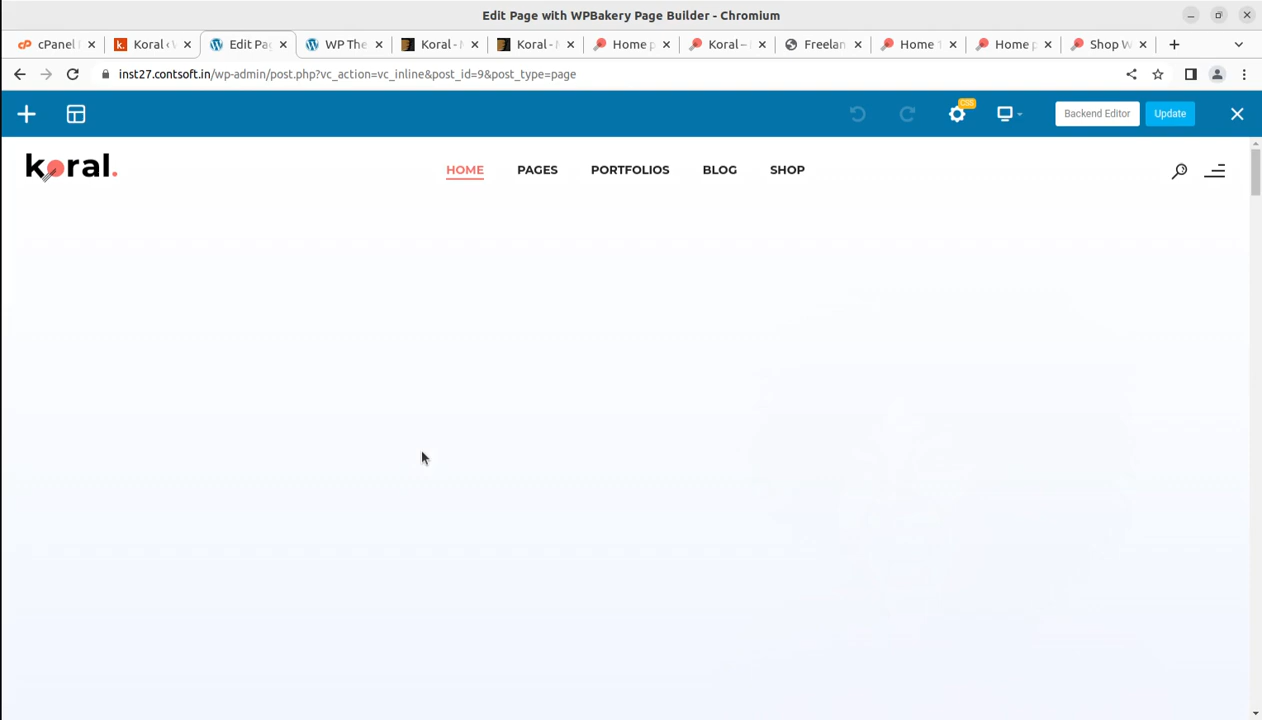 Edit Page with WPBakery Page Builder - Chromium
cPanel F
Koral ‹ W
Edit Pag
WP The
Koral - M
Koral - M
Home p
Koral –
Freelan
Home 1
Home p
Shop W
inst27.contsoft.in/wp-admin/post.php?vc_action=vc_inline&post_id=9&post_type=page
CSS
Backend Editor
Update
koral.
HOME
PAGES
PORTFOLIOS
BLOG
SHOP